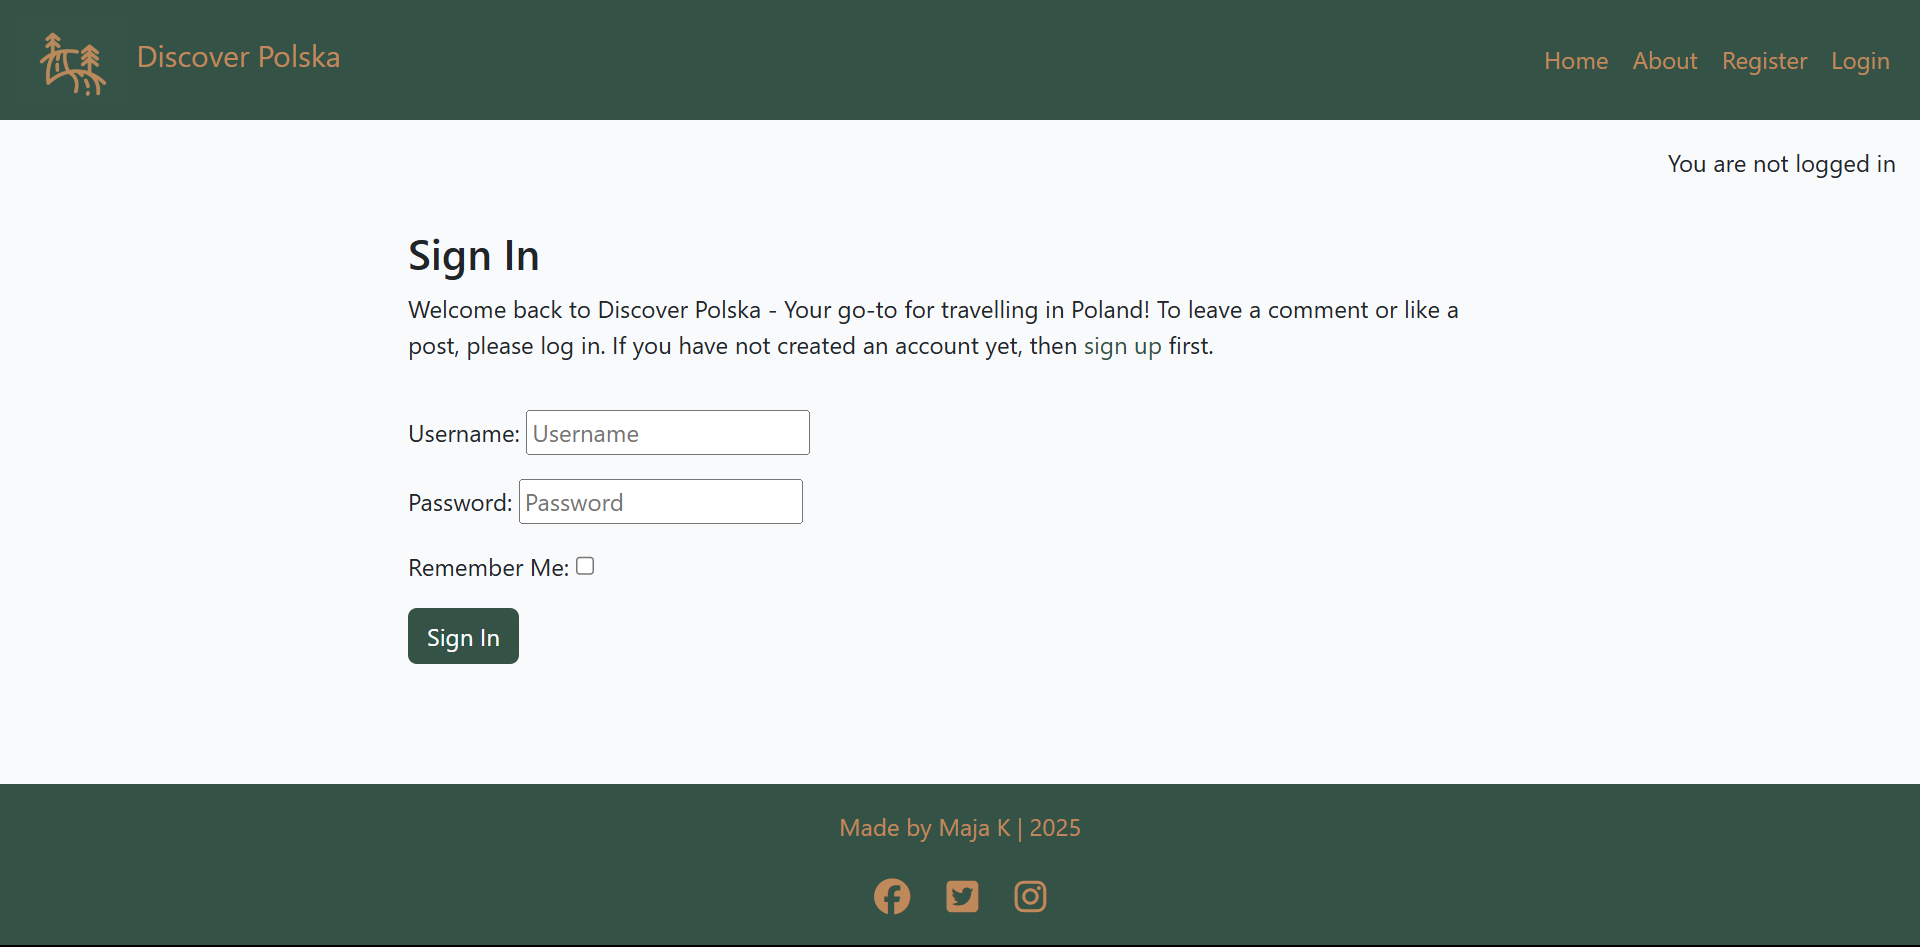 Discover Polska
Home About Register Login
You are not logged in
Sign In
Welcome back to Discover Polska - Your go-to for travelling in Poland! To leave a comment or like a
post, please log in. If you have not created an account yet, then sign up first.
Username: Username
Password: Password
Remember Me:
Sign In
Made by Maja K | 2025